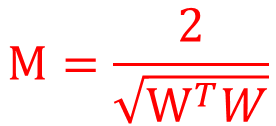 M = 2 / √(WᵀW)